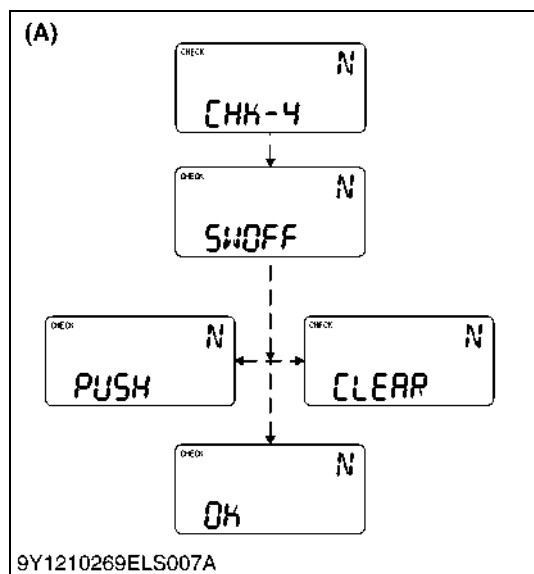 (A)
CHECK N
CHK-4
CHECK N
SWOFF
CHECK N
PUSH
CHECK N
CLEAR
CHECK N
OK
9Y1210269ELS007A